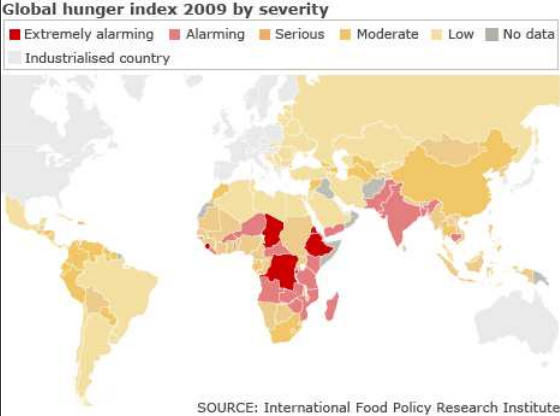 Global hunger index 2009 by severity
Extremely alarming Alarming Serious Moderate Low No data
Industrialised country
SOURCE: International Food Policy Research Institute